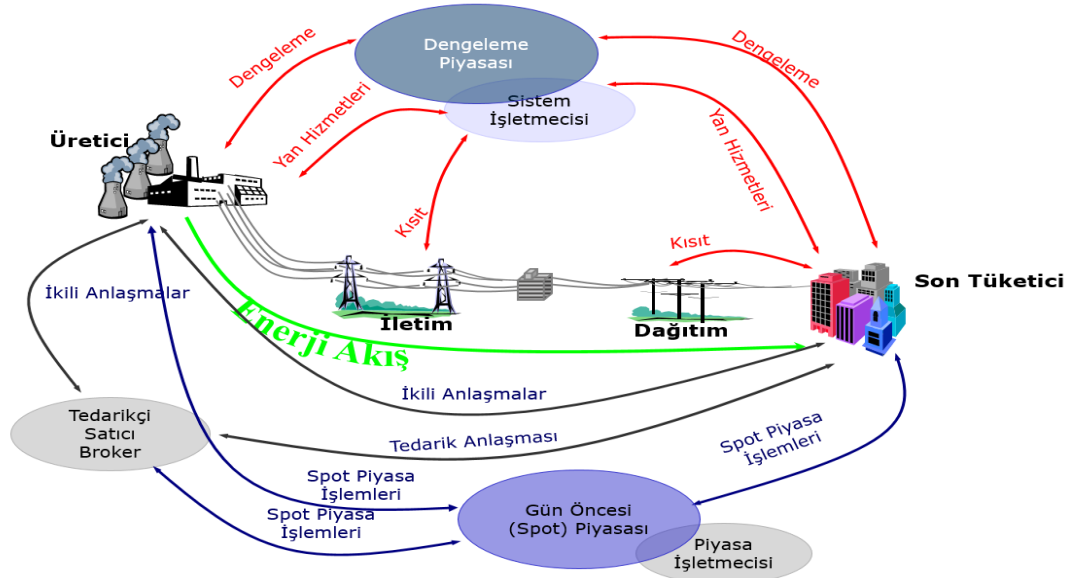 Dengeleme
Piyasası
Sistem
İşletmecisi
Dengeleme
Dengeleme
Yan Hizmetleri
Yan Hizmetleri
Üretici
Kısıt
Kısıt
Son Tüketici
İkili Anlaşmalar
İletim
Dağıtım
Enerji Akış
İkili Anlaşmalar
Tedarikçi
Satıcı
Broker
Tedarik Anlaşması
Spot Piyasa
İşlemleri
Spot Piyasa
İşlemleri
Spot Piyasa
İşlemleri
Gün Öncesi
(Spot) Piyasası
Piyasa
İşletmecisi